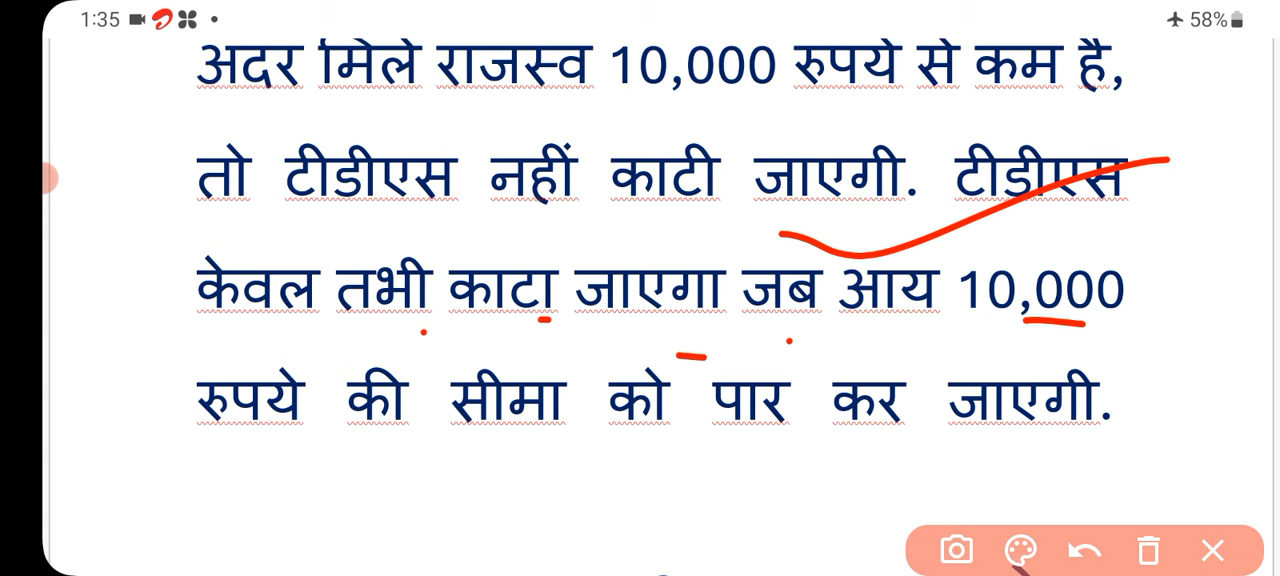 1:35
58%
अदर मिले राजस्व 10,000 रुपये से कम है,
तो टीडीएस नहीं काटी जाएगी. टीडीएस
केवल तभी काटा जाएगा जब आय 10,000
रुपये की सीमा को पार कर जाएगी.